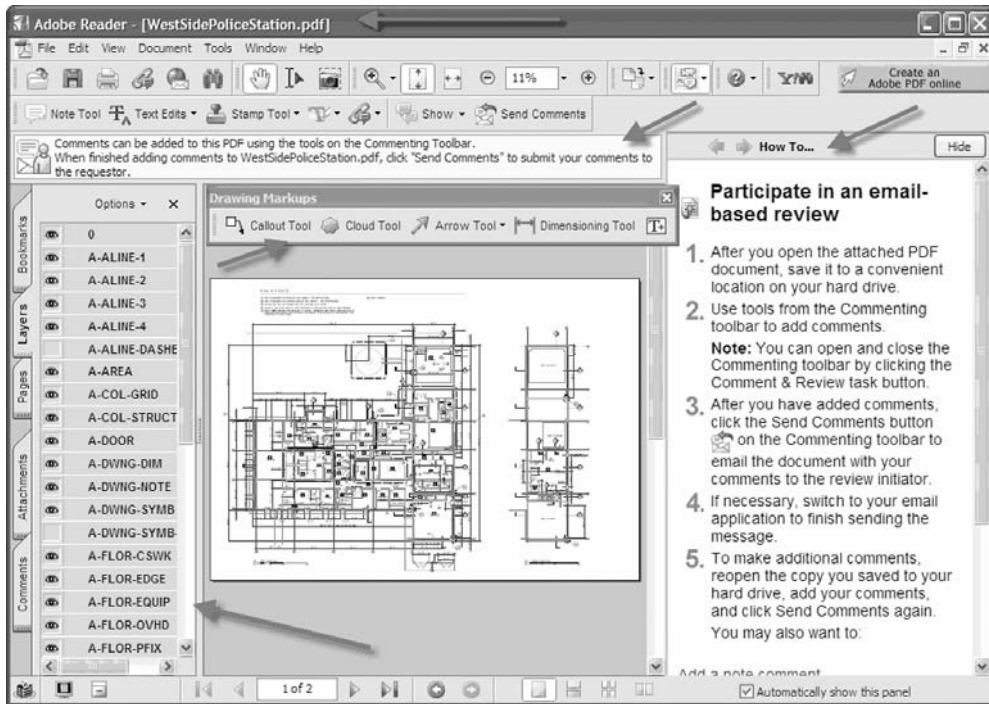 Adobe Reader - [WestSidePoliceStation.pdf]
File Edit View Document Tools Window Help
11%
Y!
Create an
Adobe PDF online
Note Tool Text Edits Stamp Tool Show Send Comments
Comments can be added to this PDF using the tools on the Commenting Toolbar.
When finished adding comments to WestSidePoliceStation.pdf, click "Send Comments" to submit your comments to
the requestor.
How To...
Hide
Bookmarks
Layers
Pages
Attachments
Comments
Options
0
A-ALINE-1
A-ALINE-2
A-ALINE-3
A-ALINE-4
A-ALINE-DASHE
A-AREA
A-COL-GRID
A-COL-STRUCT
A-DOOR
A-DWNG-DIM
A-DWNG-NOTE
A-DWNG-SYMB
A-DWNG-SYMB-
A-FLOR-CSWK
A-FLOR-EDGE
A-FLOR-EQUIP
A-FLOR-OVHD
A-FLOR-PFIX
Drawing Markups
Callout Tool Cloud Tool Arrow Tool Dimensioning Tool
Participate in an email-
based review
1. After you open the attached PDF
document, save it to a convenient
location on your hard drive.
2. Use tools from the Commenting
toolbar to add comments.
Note: You can open and close the
Commenting toolbar by clicking the
Comment & Review task button.
3. After you have added comments,
click the Send Comments button
on the Commenting toolbar to
email the document with your
comments to the review initiator.
4. If necessary, switch to your email
application to finish sending the
message.
5. To make additional comments,
reopen the copy you saved to your
hard drive, add your comments,
and click Send Comments again.
You may also want to:
Add a note comment
1 of 2
Automatically show this panel